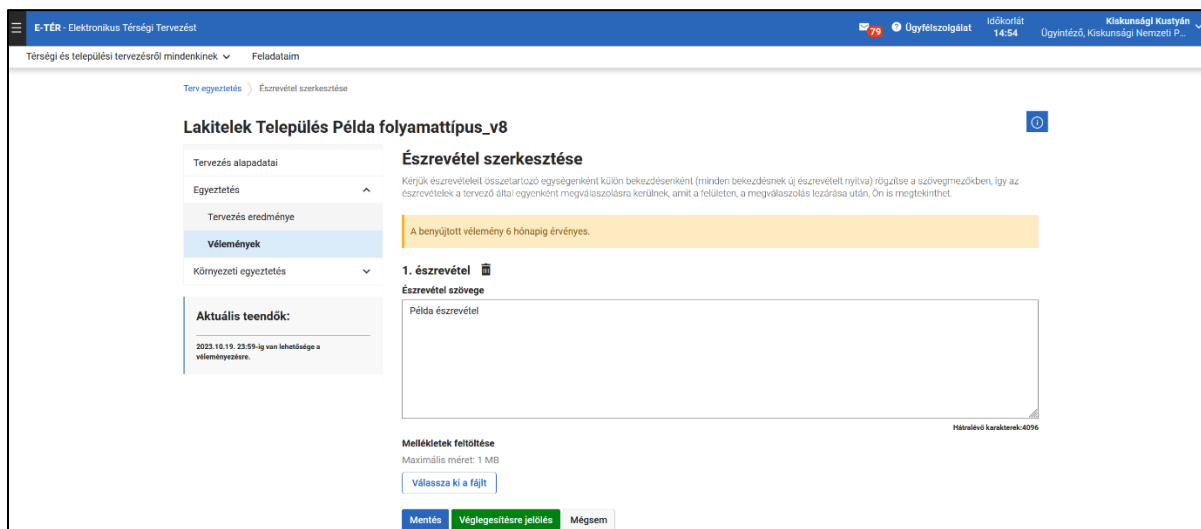 E-TÉR - Elektronikus Térségi Tervezést
79
Ügyfélszolgálat
Időkorlát
14:54
Kiskunsági Kustyán
Ügyintéző, Kiskunsági Nemzeti P...
Térségi és települési tervezésről mindenkinek
Feladataim
Terv egyeztetés
Észrevétel szerkesztése
Lakitelek Település Példa folyamattípus_v8
Tervezés alapadatai
Egyeztetés
Tervezés eredménye
Vélemények
Környezeti egyeztetés
Aktuális teendők:
2023.10.19. 23:59-ig van lehetősége a
véleményezésre.
Észrevétel szerkesztése
Kérjük észrevételeit összetartozó egységenként külön bekezdésenként (minden bekezdésnek új észrevételt nyitva) rögzítse a szövegmezőkben, így az
észrevételek a tervező által egyenként megválaszolásra kerülnek, amit a felületen, a megválaszolás lezárása után, Ön is megtekinthet.
A benyújtott vélemény 6 hónapig érvényes.
1. észrevétel
Észrevétel szövege
Példa észrevétel
Hátralévő karakterek:4096
Mellékletek feltöltése
Maximális méret: 1 MB
Válassza ki a fájlt
Mentés
Véglegesítésre jelölés
Mégsem